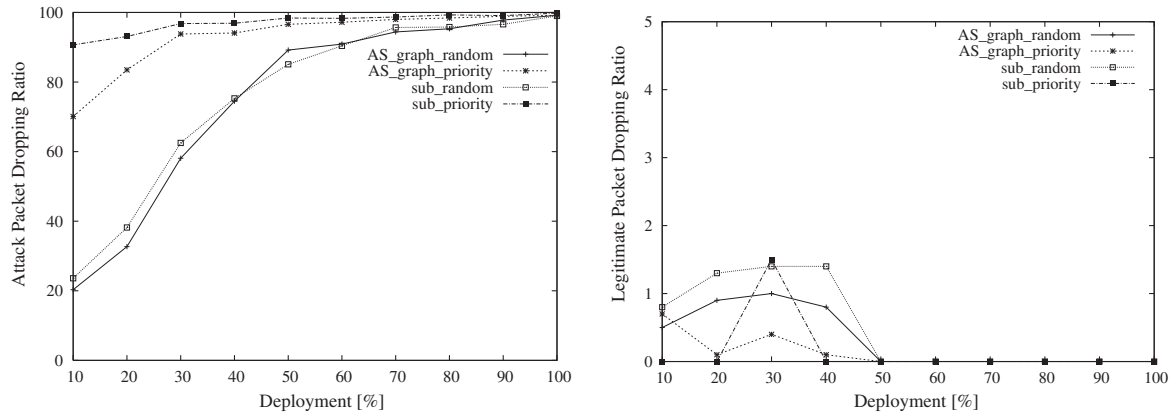 100
80
60
40
20
0
Attack Packet Dropping Ratio
AS_graph_random
AS_graph_priority
sub_random
sub_priority
10 20 30 40 50 60 70 80 90 100
Deployment [%]
5
4
3
2
1
0
Legitimate Packet Dropping Ratio
AS_graph_random
AS_graph_priority
sub_random
sub_priority
10 20 30 40 50 60 70 80 90 100
Deployment [%]